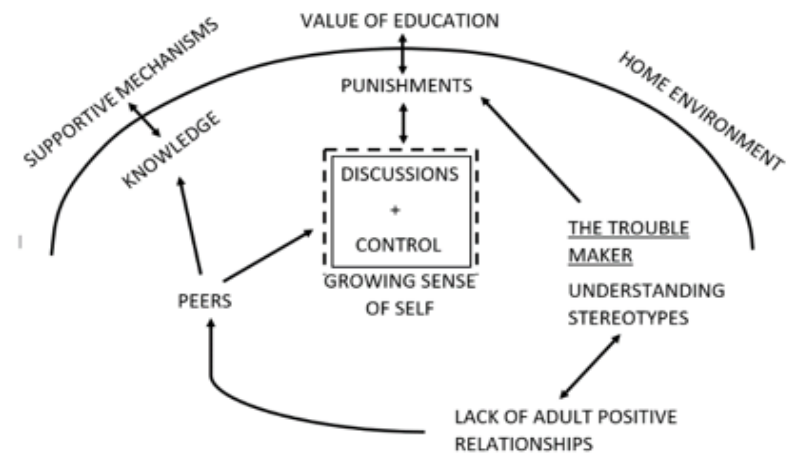 VALUE OF EDUCATION
SUPPORTIVE MECHANISMS
HOME ENVIRONMENT
PUNISHMENTS
KNOWLEDGE
DISCUSSIONS
+
CONTROL
GROWING SENSE
OF SELF
THE TROUBLE
MAKER
UNDERSTANDING
STEREOTYPES
PEERS
LACK OF ADULT POSITIVE
RELATIONSHIPS